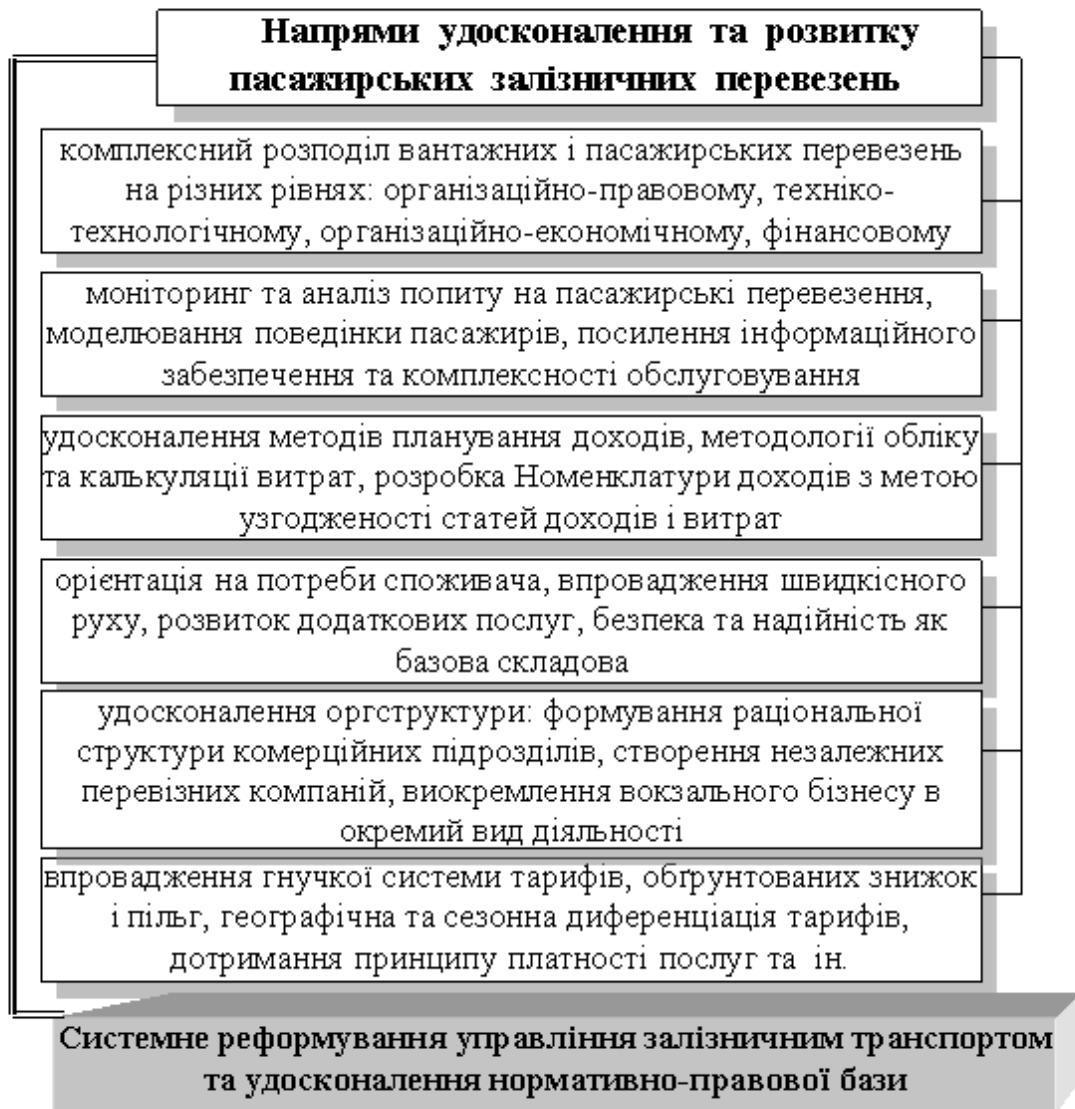 Напрями удосконалення та розвитку
пасажирських залізничних перевезень
комплексний розподіл вантажних і пасажирських перевезень
на різних рівнях: організаційно-правовому, техніко-
технологічному, організаційно-економічному, фінансовому
моніторинг та аналіз попиту на пасажирські перевезення,
моделювання поведінки пасажирів, посилення інформаційного
забезпечення та комплексності обслуговування
удосконалення методів планування доходів, методології обліку
та калькуляції витрат, розробка Номенклатури доходів з метою
узгодженості статей доходів і витрат
орієнтація на потреби споживача, впровадження швидкісного
руху, розвиток додаткових послуг, безпека та надійність як
базова складова
удосконалення оргструктури: формування раціональної
структури комерційних підрозділів, створення незалежних
перевізних компаній, виокремлення вокзального бізнесу в
окремий вид діяльності
впровадження гнучкої системи тарифів, обґрунтованих знижок
і пільг, географічна та сезонна диференціація тарифів,
дотримання принципу платності послуг та ін.
Системне реформування управління залізничним транспортом
та удосконалення нормативно-правової бази